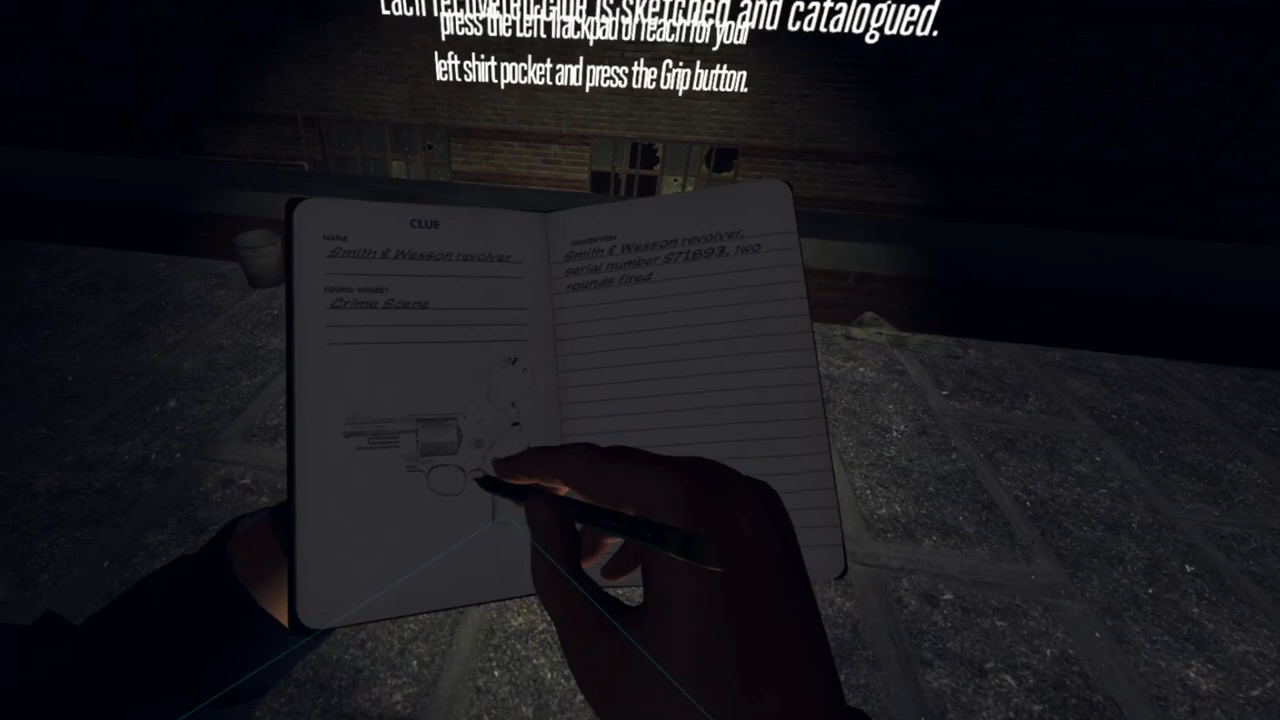 Each recovered clue is sketched and catalogued.
press the Left Trackpad or reach for your
left shirt pocket and press the Grip button.
CLUE
NAME
Smith & Wesson revolver
FOUND WHERE?
Crime Scene
DESCRIPTION
Smith & Wesson revolver,
serial number S71893, two
rounds fired